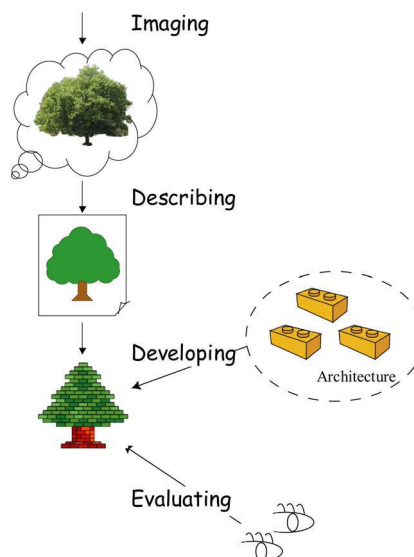 Imaging
Describing
Developing
Architecture
Evaluating